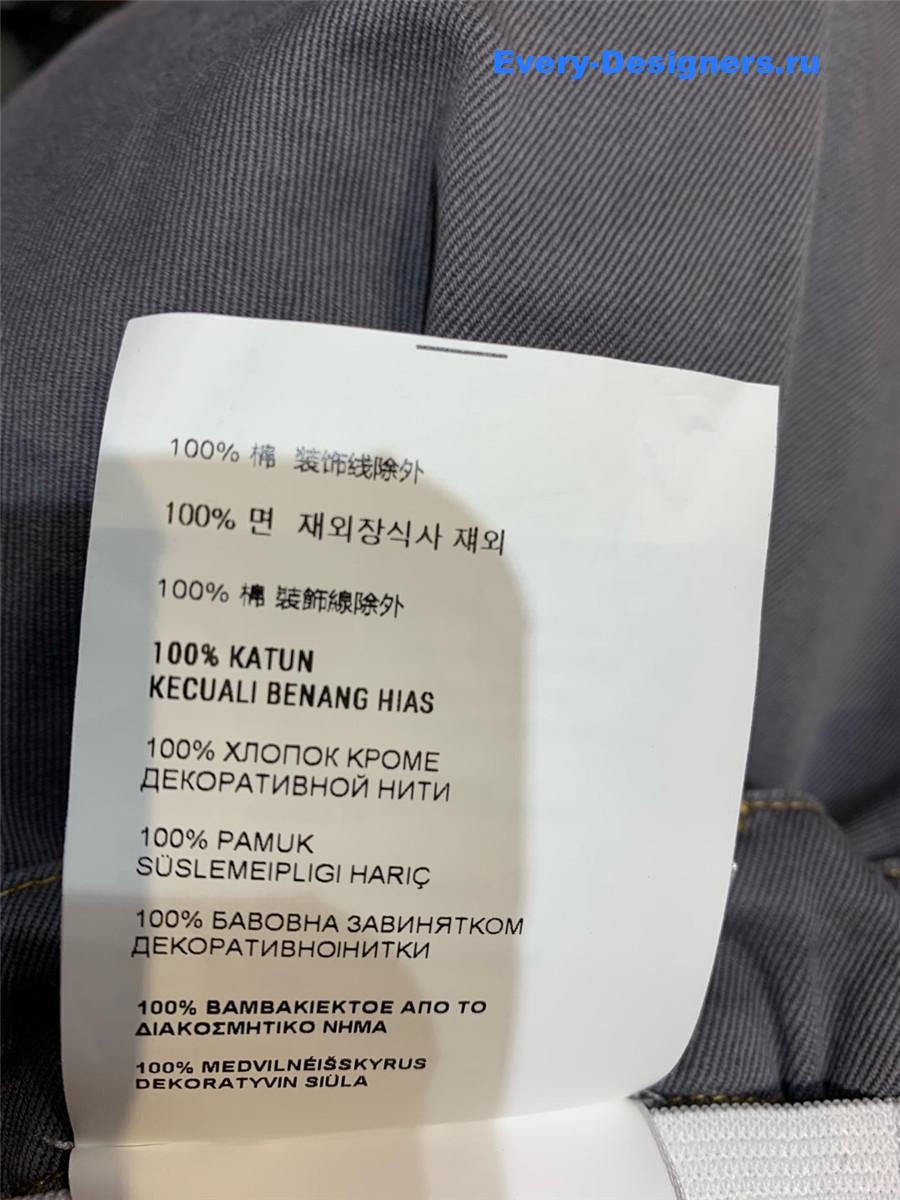 Every-Designers.ru
100% 棉 装饰线除外
100% 면 재외장식사 재외
100% 棉 裝飾線除外
100% KATUN
KECUALI BENANG HIAS
100% ХЛОПОК КРОМЕ
ДЕКОРАТИВНОЙ НИТИ
100% PAMUK
SÜSLEMEIPLIGI HARIÇ
100% БАВОВНА ЗАВИНЯТКОМ
ДЕКОРАТИВНОІНИТКИ
100% ΒΑΜΒΑΚΙΕΚΤΟΕ ΑΠΟ ΤΟ
ΔΙΑΚΟΣΜΗΤΙΚΟ ΝΗΜΑ
100% MEDVILNÉIŠSKYRUS
DEKORATYVIN SIÙLA